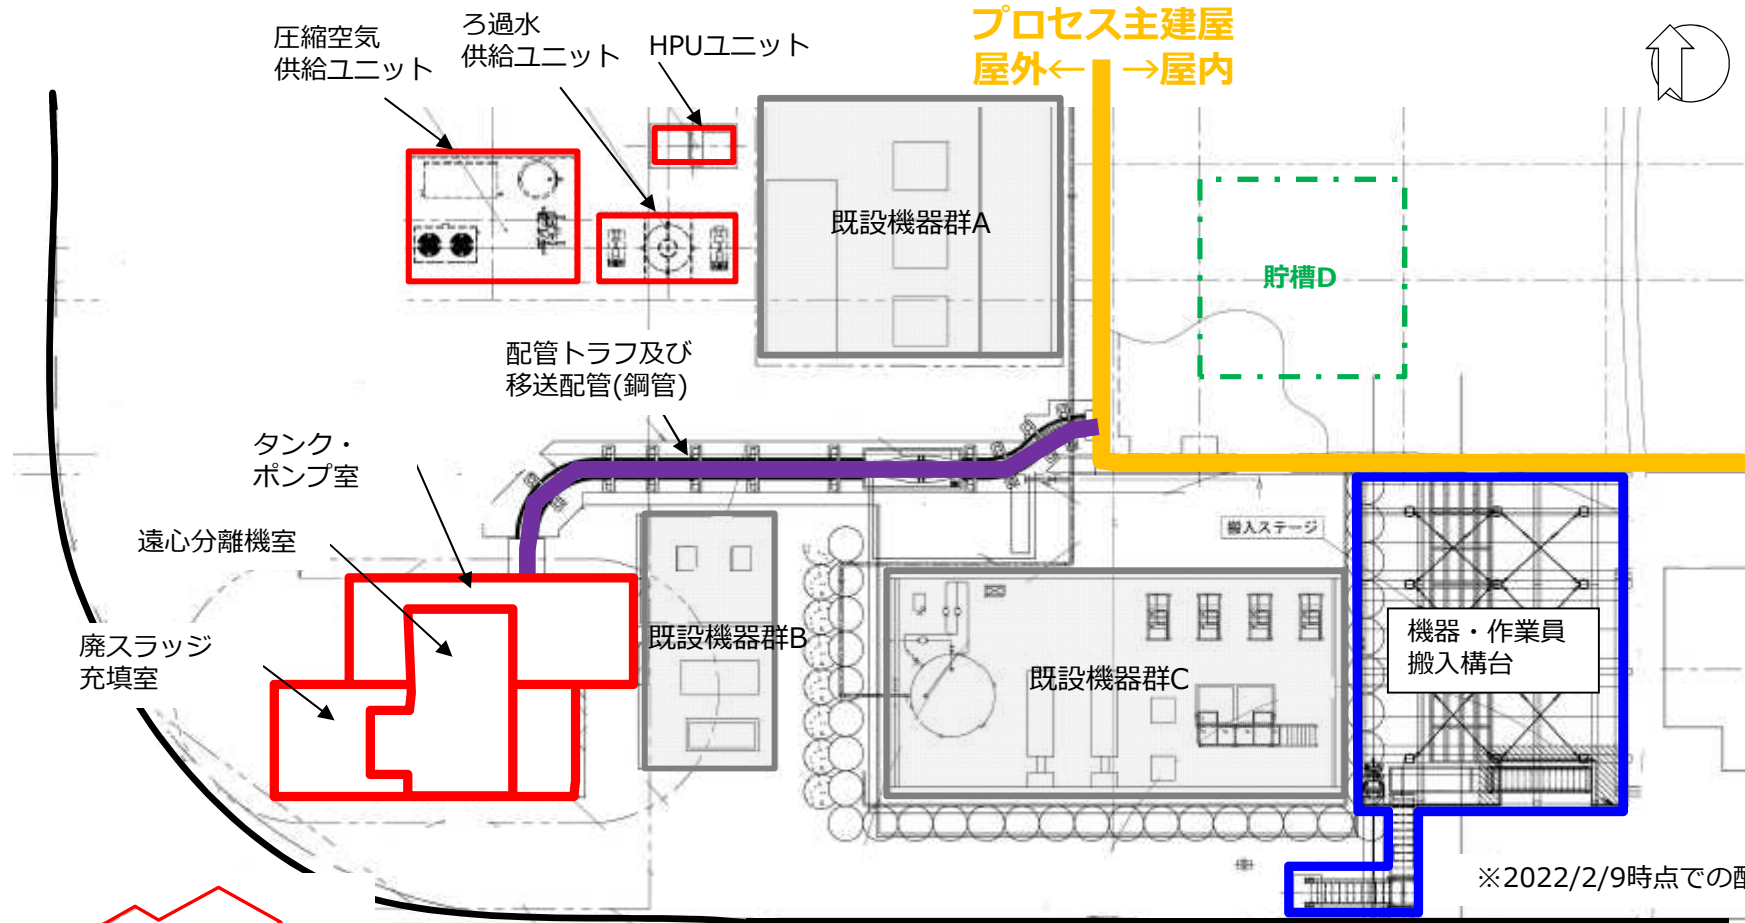 プロセス主建屋
屋外←　→屋内
圧縮空気
供給ユニット
ろ過水
供給ユニット
HPUユニット
既設機器群A
貯槽D
配管トラフ及び
移送配管(鋼管)
タンク・
ポンプ室
遠心分離機室
搬入ステージ
廃スラッジ
充填室
既設機器群B
既設機器群C
機器・作業員
搬入構台
※2022/2/9時点での配